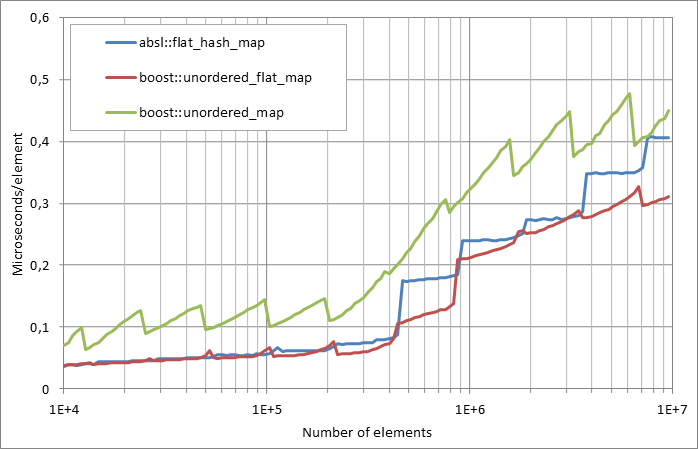 0,6
0,5
0,4
0,3
0,2
0,1
0
absl::flat_hash_map
boost::unordered_flat_map
boost::unordered_map
Microseconds/element
1E+4 1E+5 1E+6 1E+7
Number of elements